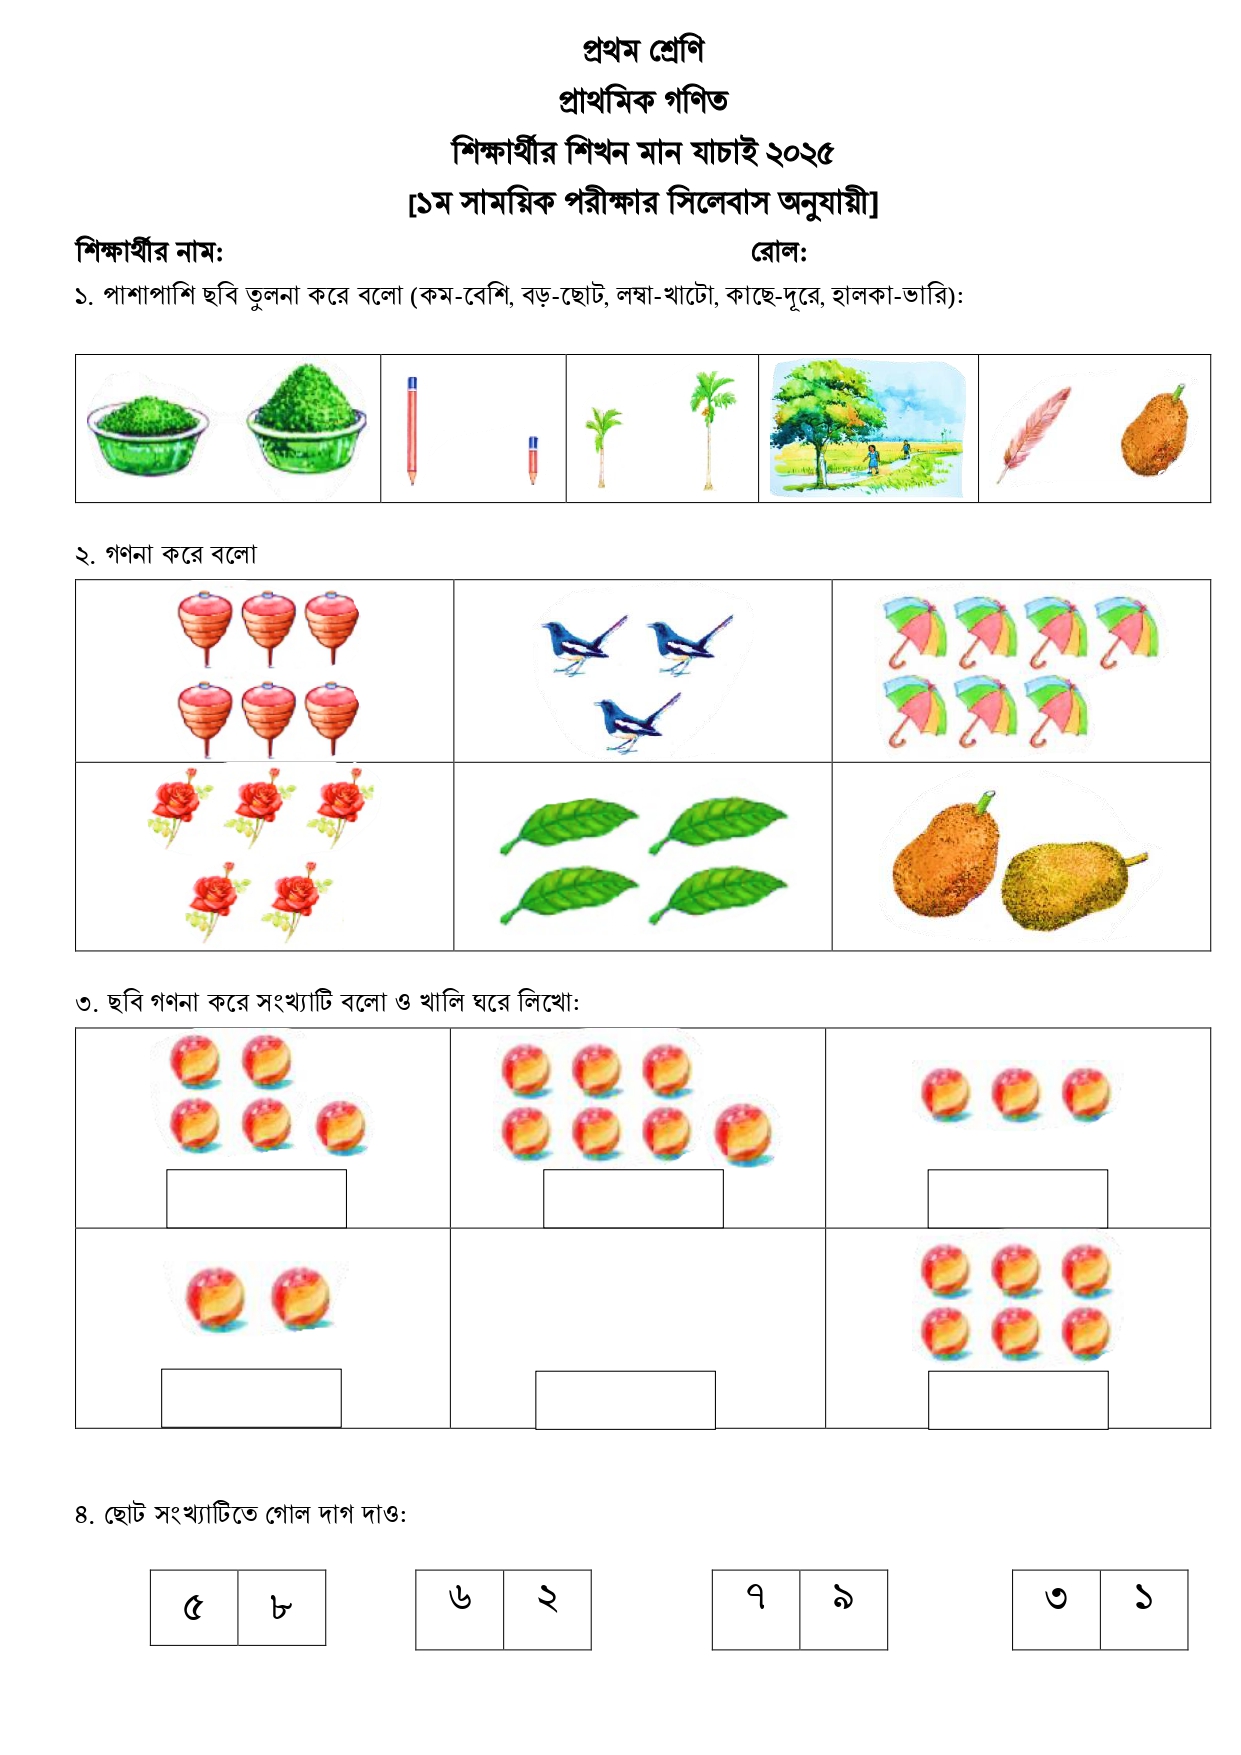 প্রথম শ্রেণি
প্রাথমিক গণিত
শিক্ষার্থীর শিখন মান যাচাই ২০২৫
[১ম সাময়িক পরীক্ষার সিলেবাস অনুযায়ী]
শিক্ষার্থীর নাম: রোল:
১. পাশাপাশি ছবি তুলনা করে বলো (কম-বেশি, বড়-ছোট, লম্বা-খাটো, কাছে-দূরে, হালকা-ভারি):
২. গণনা করে বলো
৩. ছবি গণনা করে সংখ্যাটি বলো ও খালি ঘরে লিখো:
৪. ছোট সংখ্যাটিতে গোল দাগ দাও:
৫ ৮ ৬ ২ ৭ ৯ ৩ ১